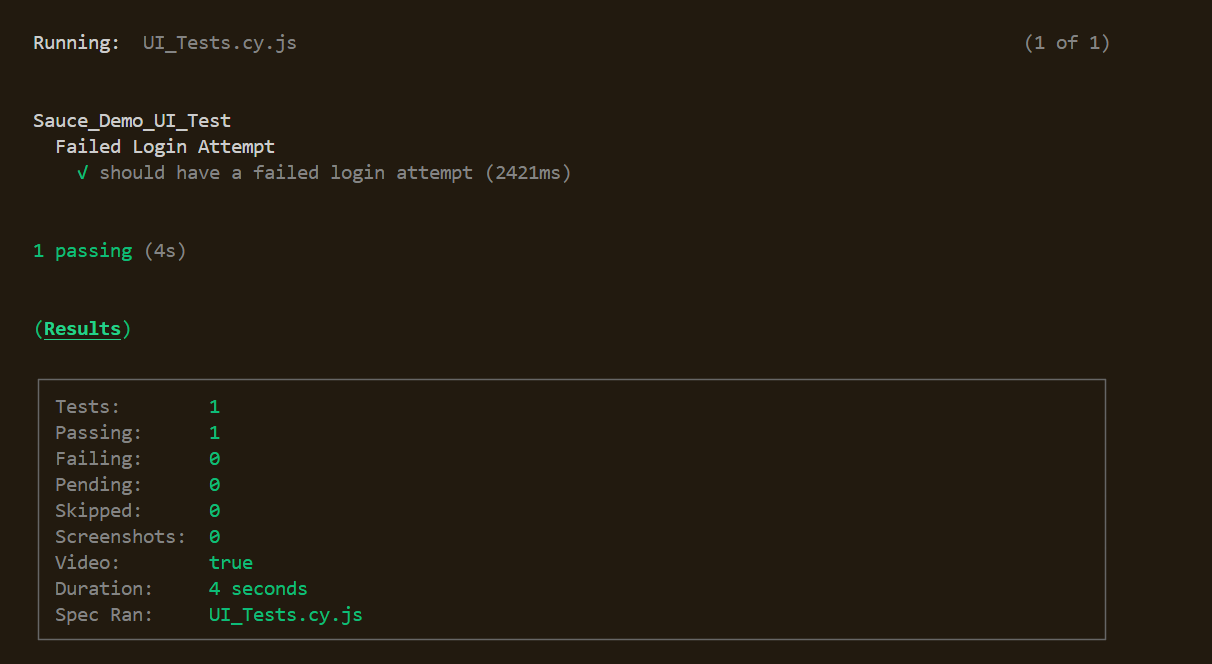 Running:  UI_Tests.cy.js (1 of 1)
Sauce_Demo_UI_Test
Failed Login Attempt
√ should have a failed login attempt (2421ms)
1 passing (4s)
(Results)
Tests: 1
Passing: 1
Failing: 0
Pending: 0
Skipped: 0
Screenshots: 0
Video: true
Duration: 4 seconds
Spec Ran: UI_Tests.cy.js